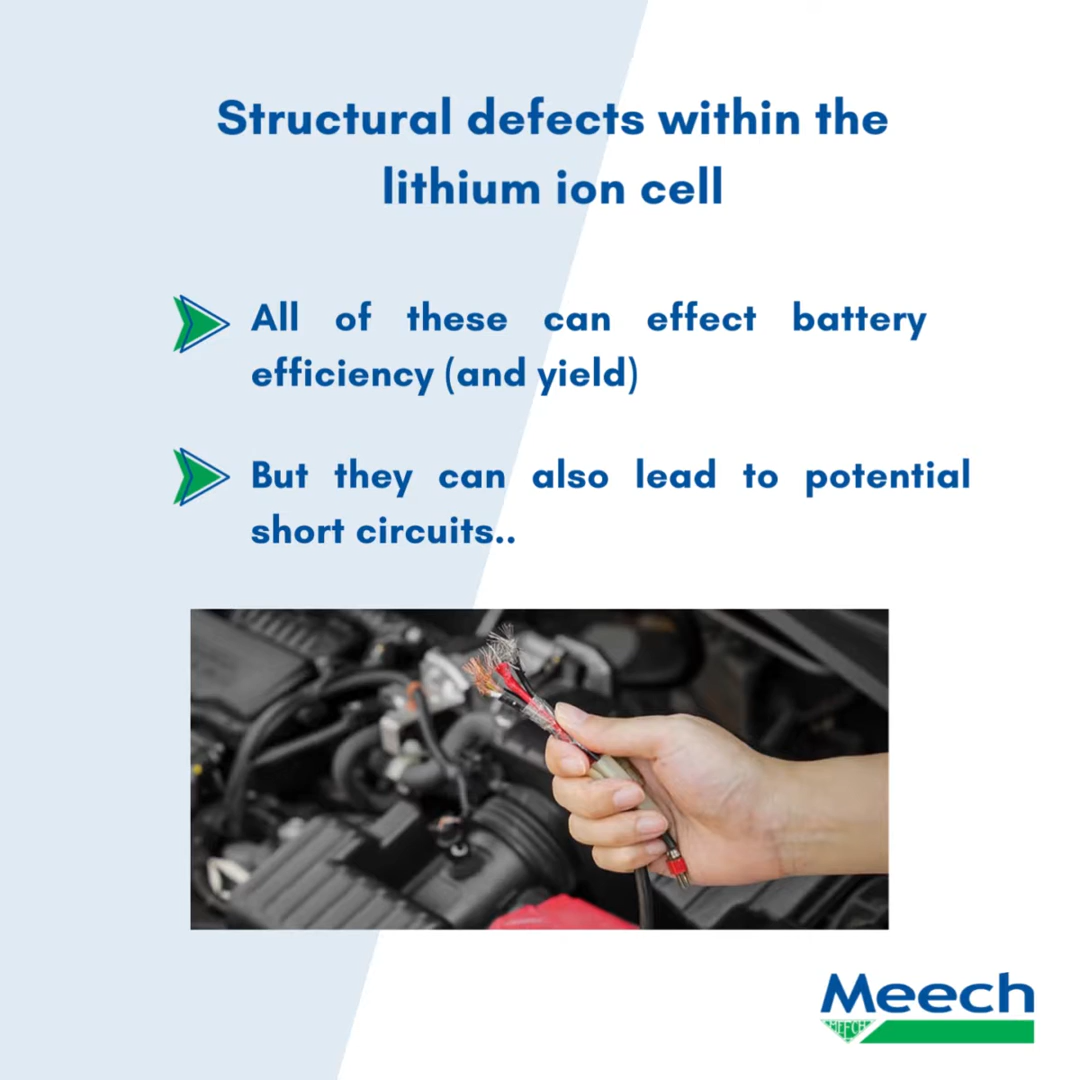 Structural defects within the
lithium ion cell
All of these can effect battery
efficiency (and yield)
But they can also lead to potential
short circuits..
Meech
MEECH